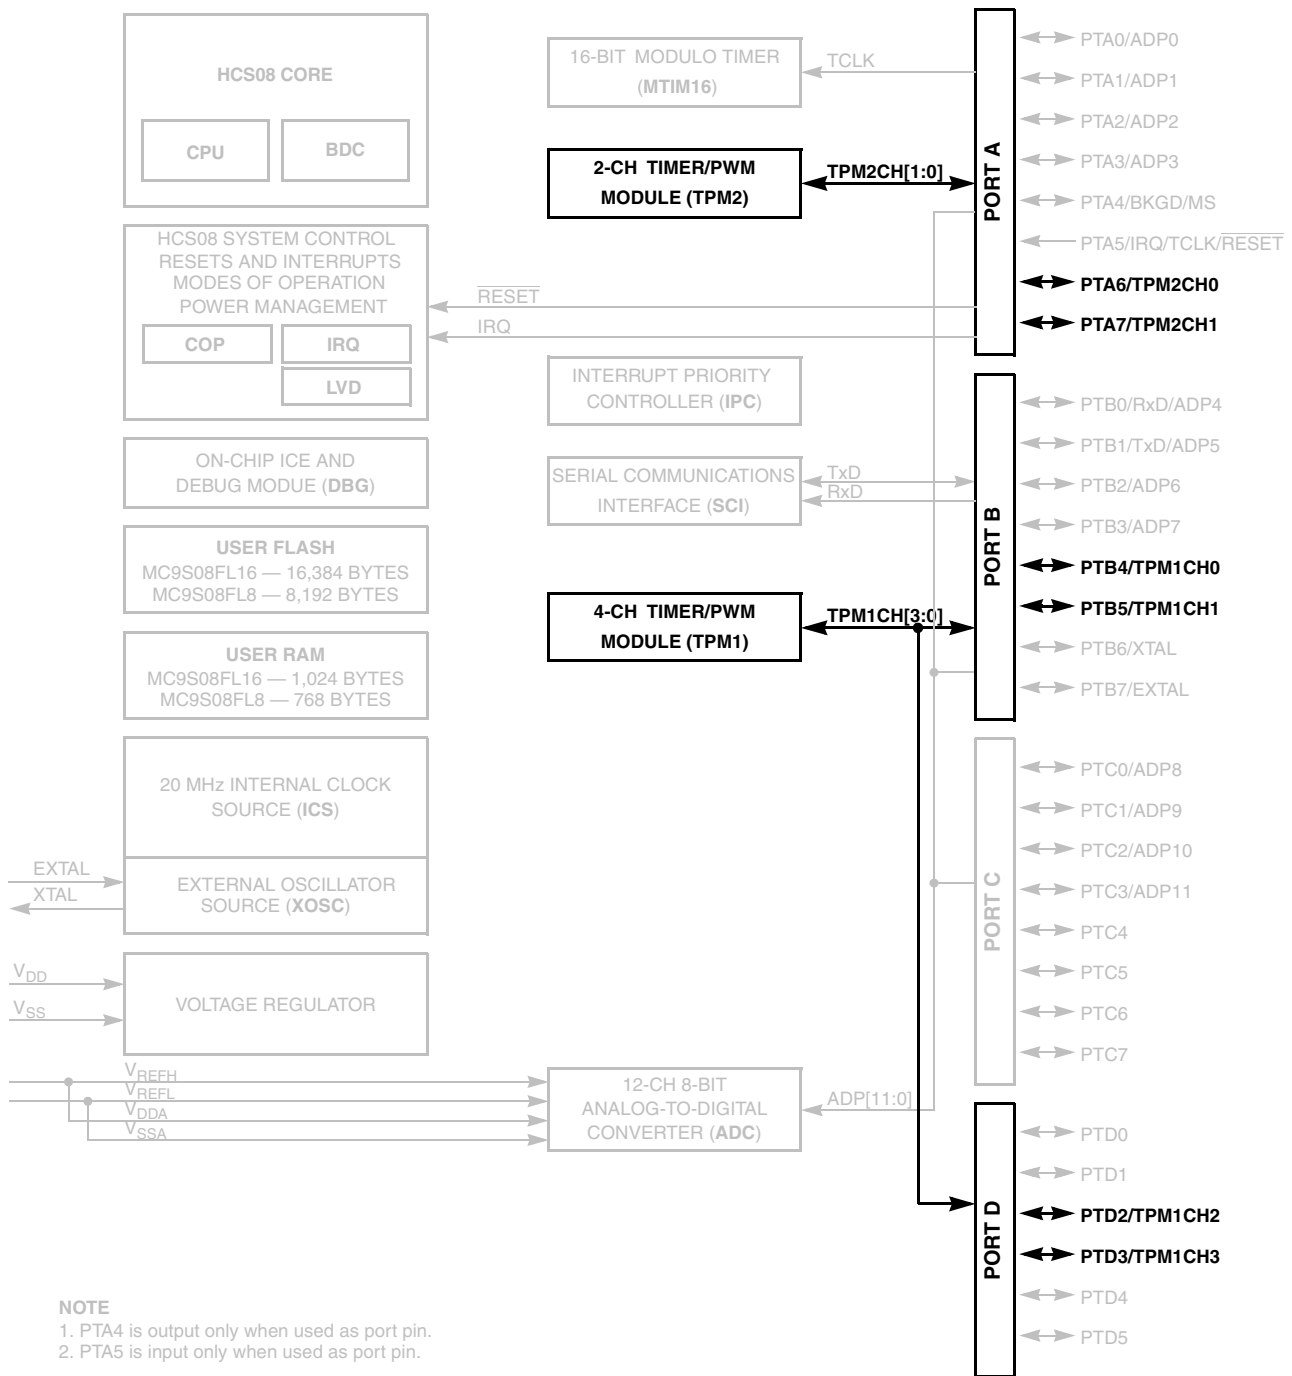 HCS08 CORE
CPU
BDC
HCS08 SYSTEM CONTROL
RESETS AND INTERRUPTS
MODES OF OPERATION
POWER MANAGEMENT
COP
IRQ
LVD
ON-CHIP ICE AND
DEBUG MODUE (DBG)
USER FLASH
MC9S08FL16 — 16,384 BYTES
MC9S08FL8 — 8,192 BYTES
USER RAM
MC9S08FL16 — 1,024 BYTES
MC9S08FL8 — 768 BYTES
20 MHz INTERNAL CLOCK
SOURCE (ICS)
EXTERNAL OSCILLATOR
SOURCE (XOSC)
EXTAL
XTAL
VOLTAGE REGULATOR
VDD
VSS
VREFH
VREFL
VDDA
VSSA
16-BIT MODULO TIMER
(MTIM16)
TCLK
2-CH TIMER/PWM
MODULE (TPM2)
TPM2CH[1:0]
RESET
IRQ
INTERRUPT PRIORITY
CONTROLLER (IPC)
SERIAL COMMUNICATIONS
INTERFACE (SCI)
TxD
RxD
4-CH TIMER/PWM
MODULE (TPM1)
TPM1CH[3:0]
12-CH 8-BIT
ANALOG-TO-DIGITAL
CONVERTER (ADC)
ADP[11:0]
PORT A
PTA0/ADP0
PTA1/ADP1
PTA2/ADP2
PTA3/ADP3
PTA4/BKGD/MS
PTA5/IRQ/TCLK/RESET
PTA6/TPM2CH0
PTA7/TPM2CH1
PORT B
PTB0/RxD/ADP4
PTB1/TxD/ADP5
PTB2/ADP6
PTB3/ADP7
PTB4/TPM1CH0
PTB5/TPM1CH1
PTB6/XTAL
PTB7/EXTAL
PORT C
PTC0/ADP8
PTC1/ADP9
PTC2/ADP10
PTC3/ADP11
PTC4
PTC5
PTC6
PTC7
PORT D
PTD0
PTD1
PTD2/TPM1CH2
PTD3/TPM1CH3
PTD4
PTD5
NOTE
1. PTA4 is output only when used as port pin.
2. PTA5 is input only when used as port pin.